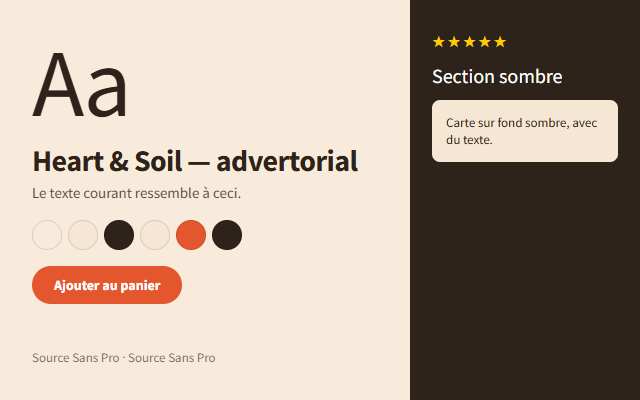 Aa
Heart & Soil — advertorial
Le texte courant ressemble à ceci.
Ajouter au panier
Source Sans Pro · Source Sans Pro
★★★★★
Section sombre
Carte sur fond sombre, avec
du texte.